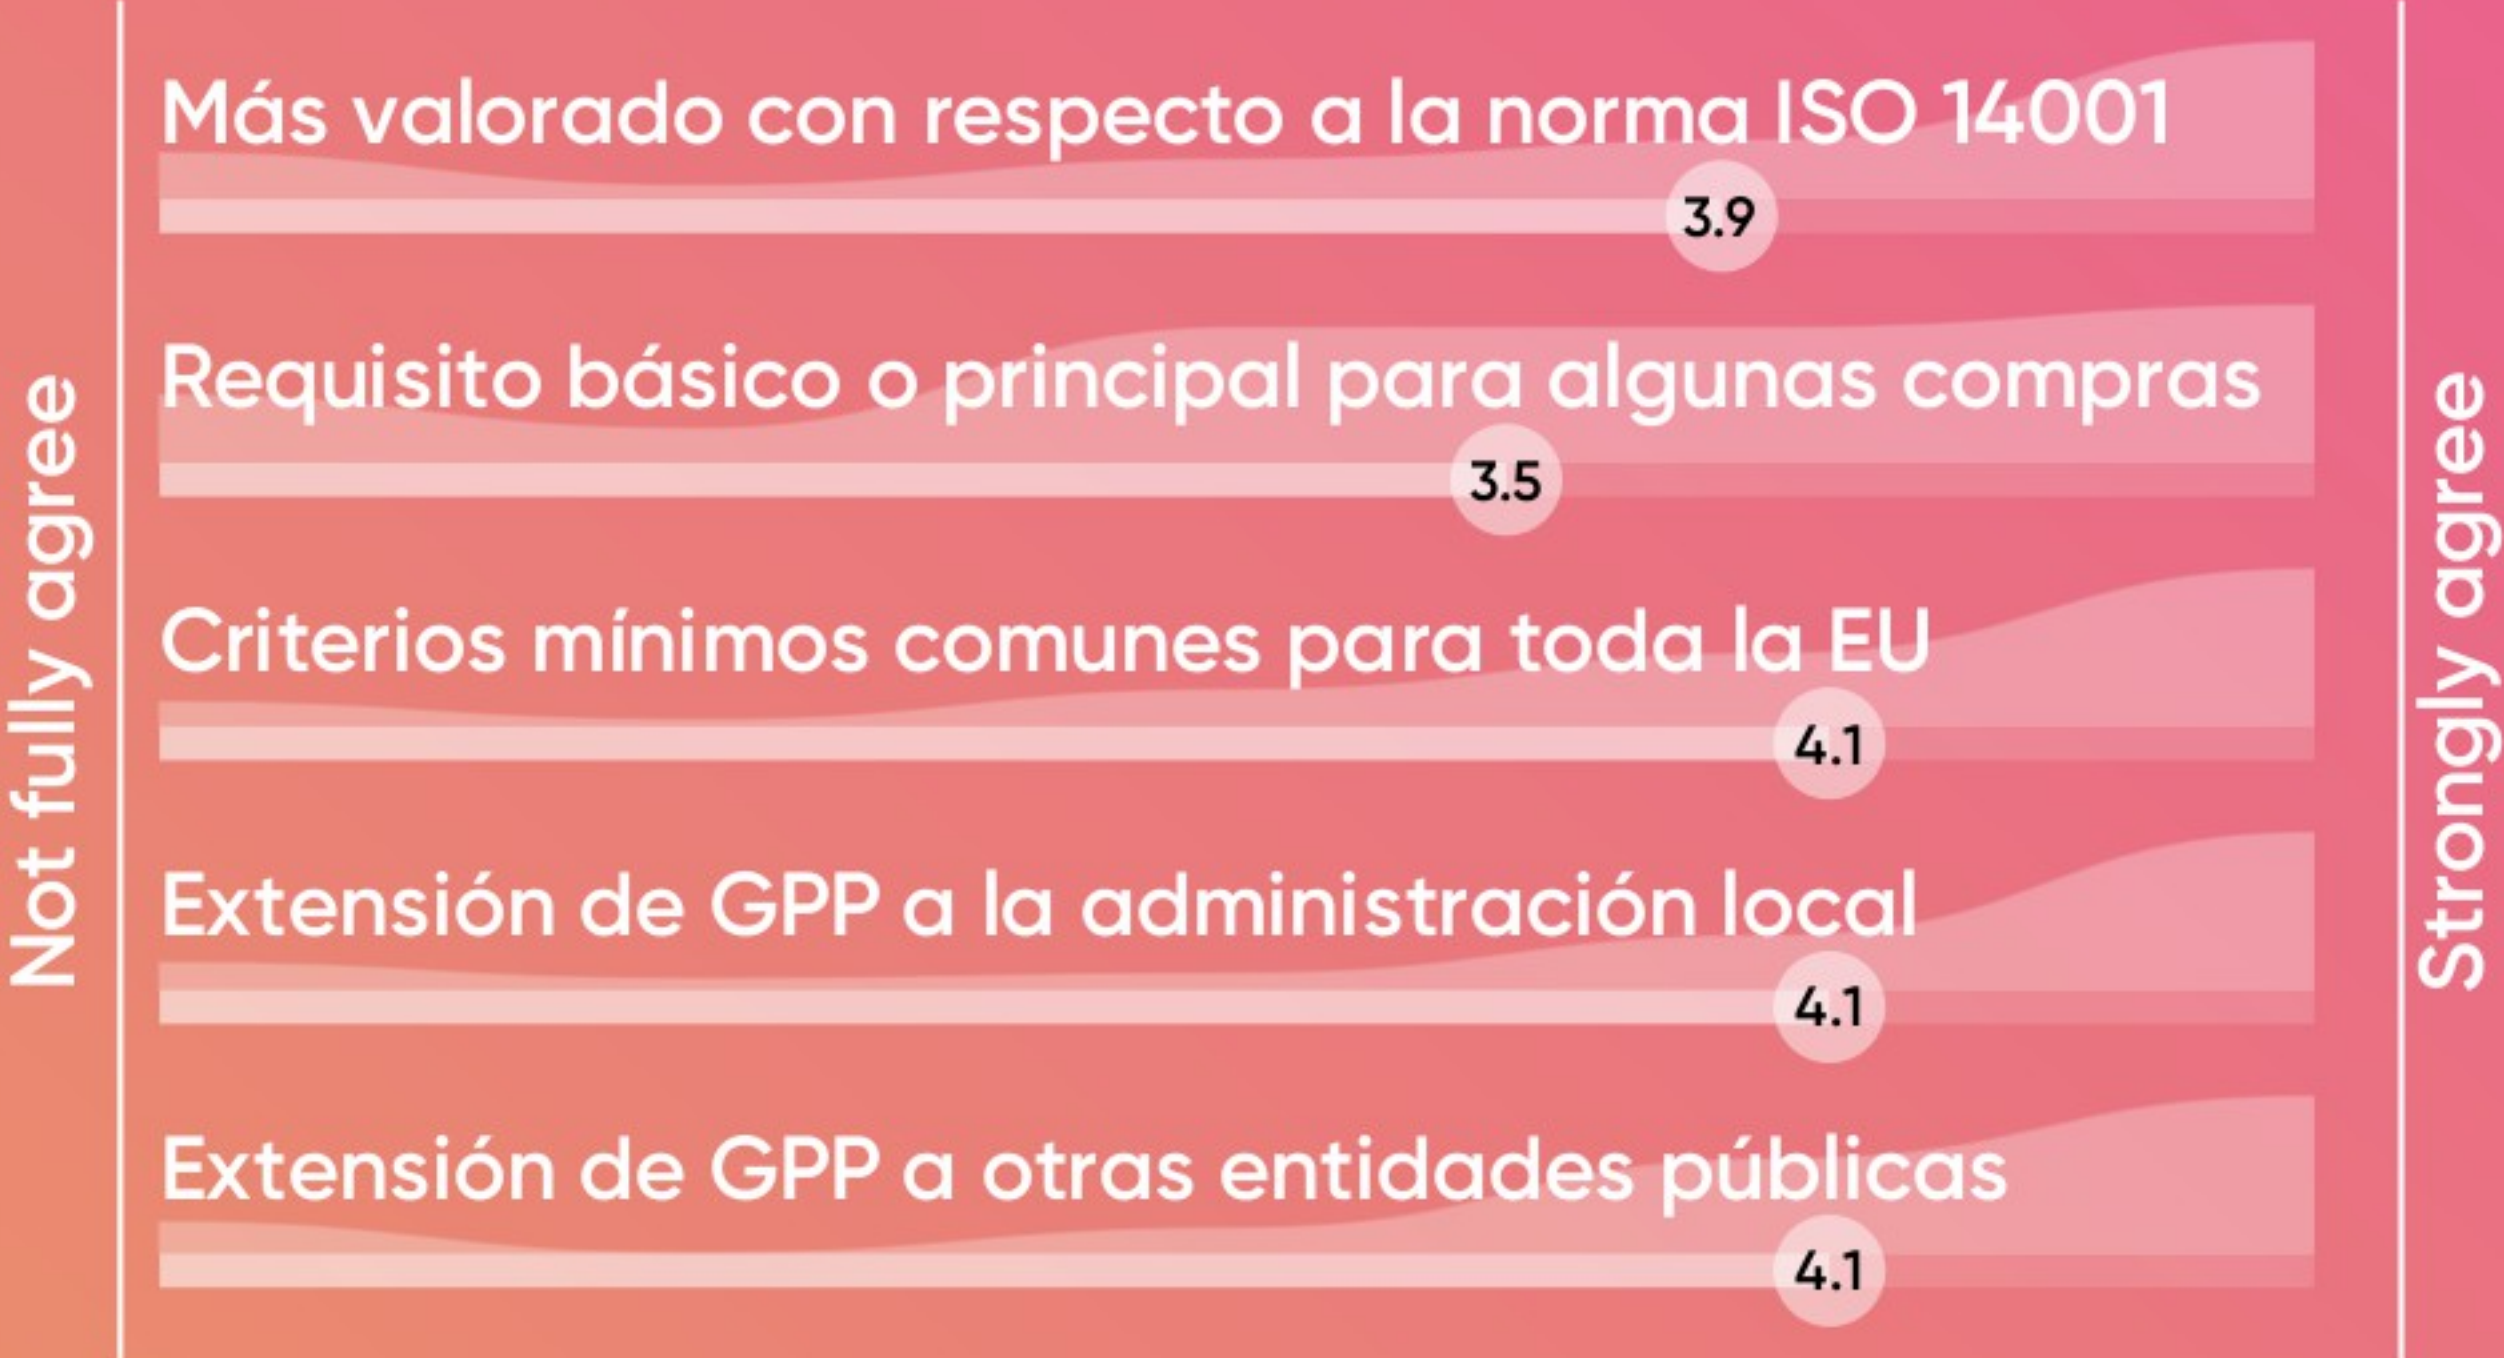 Not fully agree
Más valorado con respecto a la norma ISO 14001
3.9
Requisito básico o principal para algunas compras
3.5
Criterios mínimos comunes para toda la EU
4.1
Extensión de GPP a la administración local
4.1
Extensión de GPP a otras entidades públicas
4.1
Strongly agree